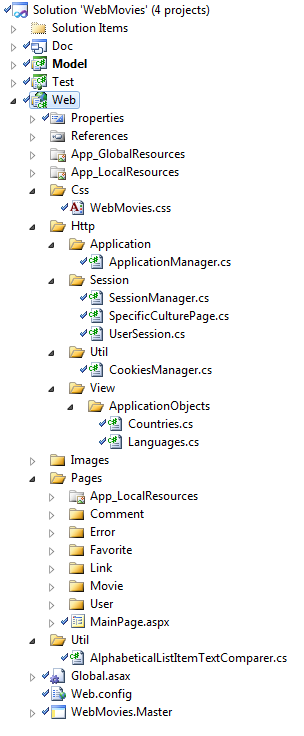 Solution 'WebMovies' (4 projects)
Solution Items
Doc
Model
Test
Web
Properties
References
App_GlobalResources
App_LocalResources
Css
WebMovies.css
Http
Application
ApplicationManager.cs
Session
SessionManager.cs
SpecificCulturePage.cs
UserSession.cs
Util
CookiesManager.cs
View
ApplicationObjects
Countries.cs
Languages.cs
Images
Pages
App_LocalResources
Comment
Error
Favorite
Link
Movie
User
MainPage.aspx
Util
AlphabeticalListItemTextComparer.cs
Global.asax
Web.config
WebMovies.Master